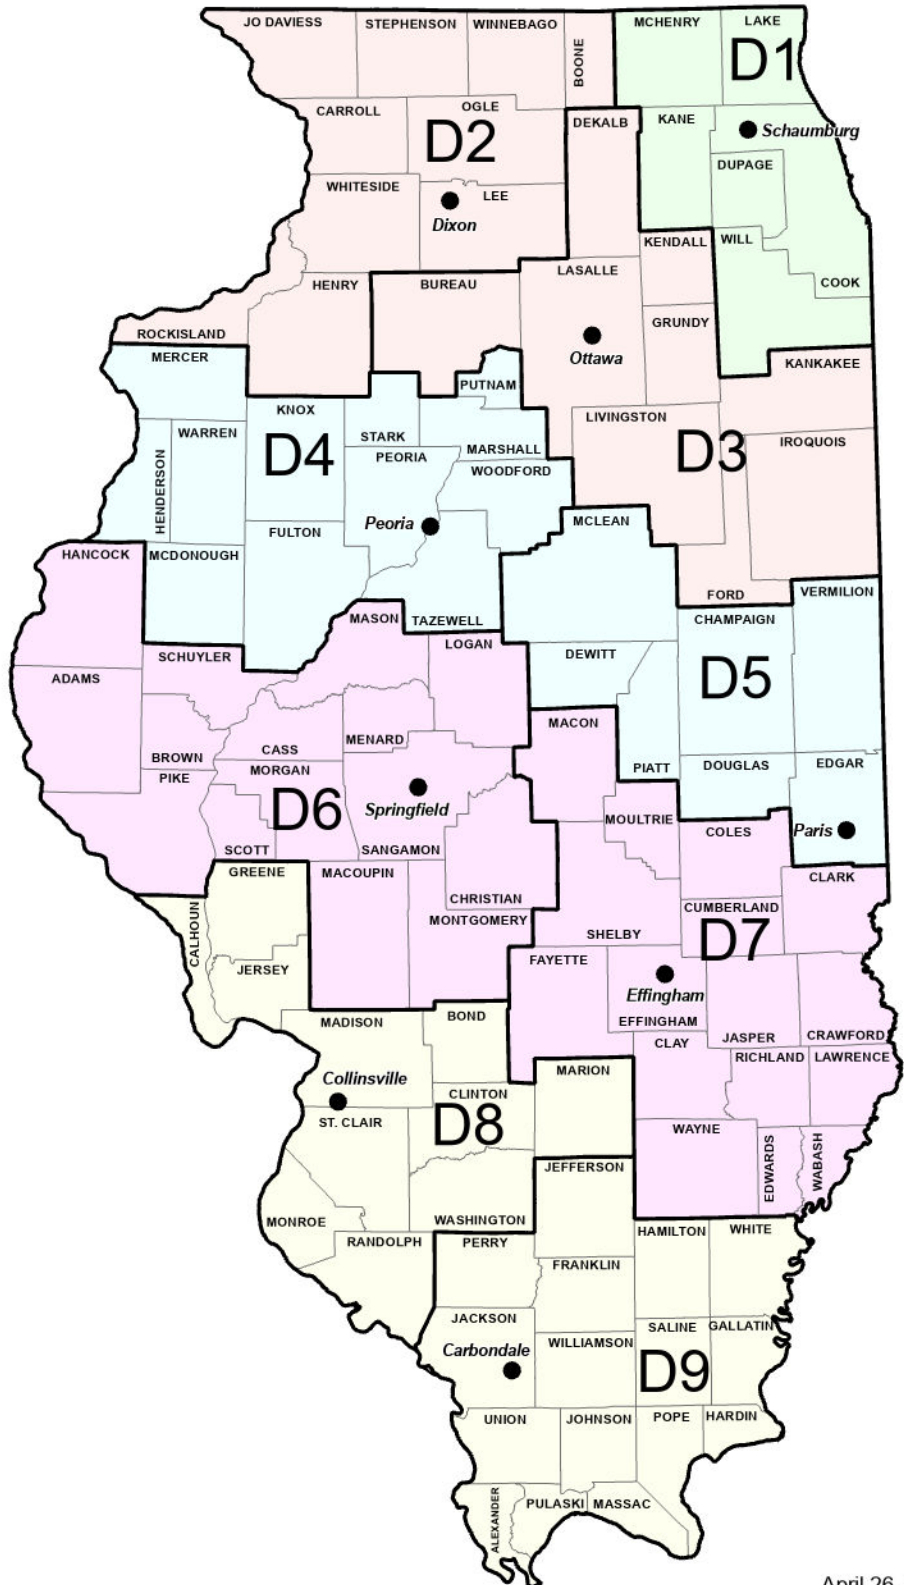 JO DAVIESS
STEPHENSON
WINNEBAGO
BOONE
MCHENRY
LAKE
D1
CARROLL
OGLE
D2
DEKALB
KANE
Schaumburg
DUPAGE
WHITESIDE
LEE
Dixon
KENDALL
WILL
COOK
HENRY
BUREAU
LASALLE
ROCKISLAND
GRUNDY
Ottawa
MERCER
KANKAKEE
PUTNAM
KNOX
LIVINGSTON
WARREN
D4
STARK
D3
IROQUOIS
MARSHALL
PEORIA
WOODFORD
HENDERSON
Peoria
MCLEAN
FULTON
HANCOCK
MCDONOUGH
FORD
VERMILION
MASON
TAZEWELL
CHAMPAIGN
SCHUYLER
LOGAN
DEWITT
ADAMS
D5
MACON
MENARD
CASS
BROWN
PIKE
MORGAN
PIATT
DOUGLAS
EDGAR
D6
Springfield
MOULTRIE
COLES
Paris
SCOTT
SANGAMON
GREENE
MACOUPIN
CLARK
CHRISTIAN
CUMBERLAND
MONTGOMERY
CALHOUN
SHELBY
D7
JERSEY
FAYETTE
Effingham
EFFINGHAM
MADISON
BOND
JASPER
CRAWFORD
CLAY
RICHLAND
LAWRENCE
MARION
Collinsville
CLINTON
D8
ST. CLAIR
WAYNE
EDWARDS
WABASH
JEFFERSON
MONROE
WASHINGTON
RANDOLPH
PERRY
HAMILTON
WHITE
FRANKLIN
JACKSON
SALINE
GALLATIN
Carbondale
WILLIAMSON
D9
UNION
JOHNSON
POPE
HARDIN
ALEXANDER
PULASKI
MASSAC